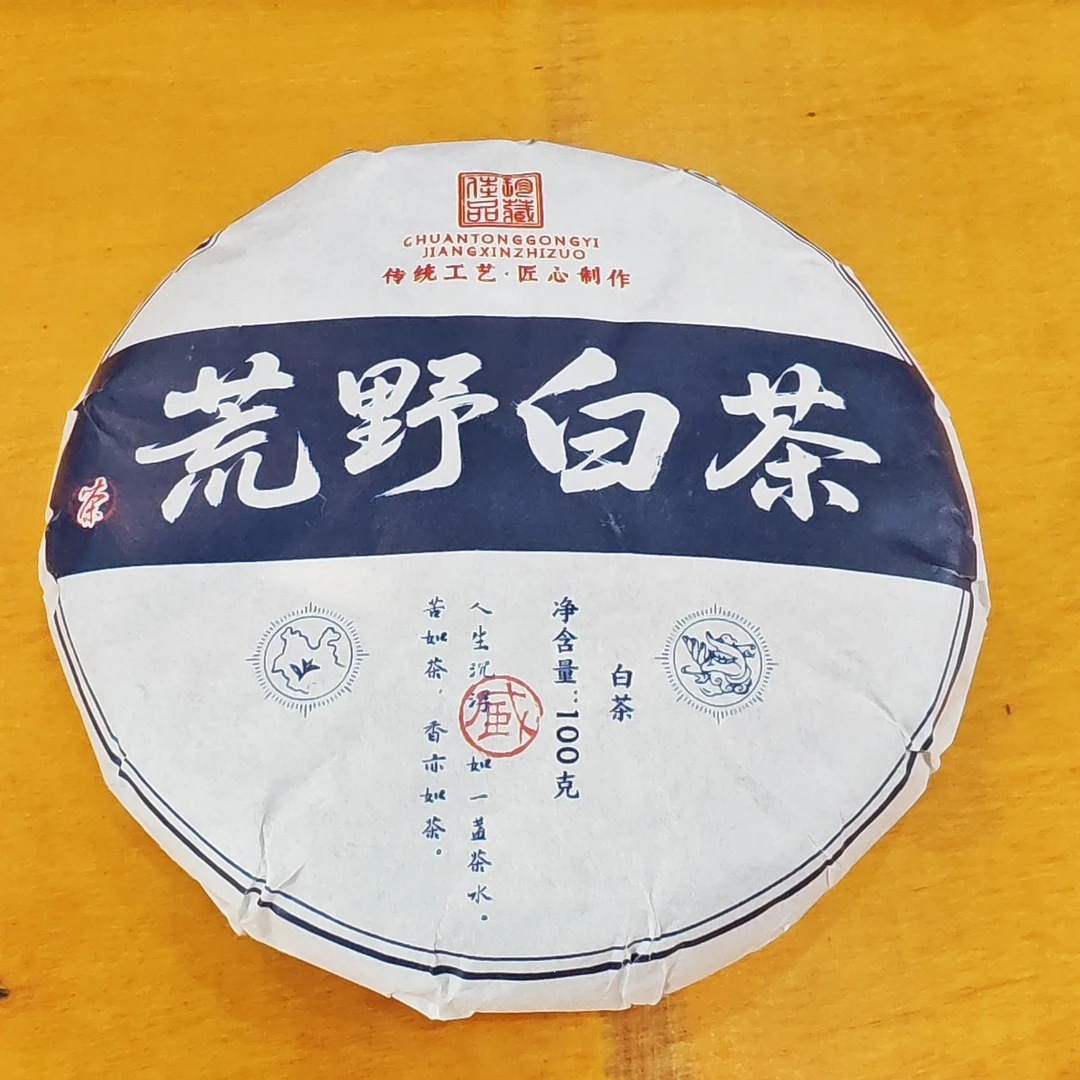 珍藏佳品
CHUANTONGGONGYI
JIANGXINZHIZUO
传统工艺·匠心制作
荒野白茶
茶
白茶
净含量:100克
人生沉浮如一盏茶水。
苦如茶，香亦如茶。
藏